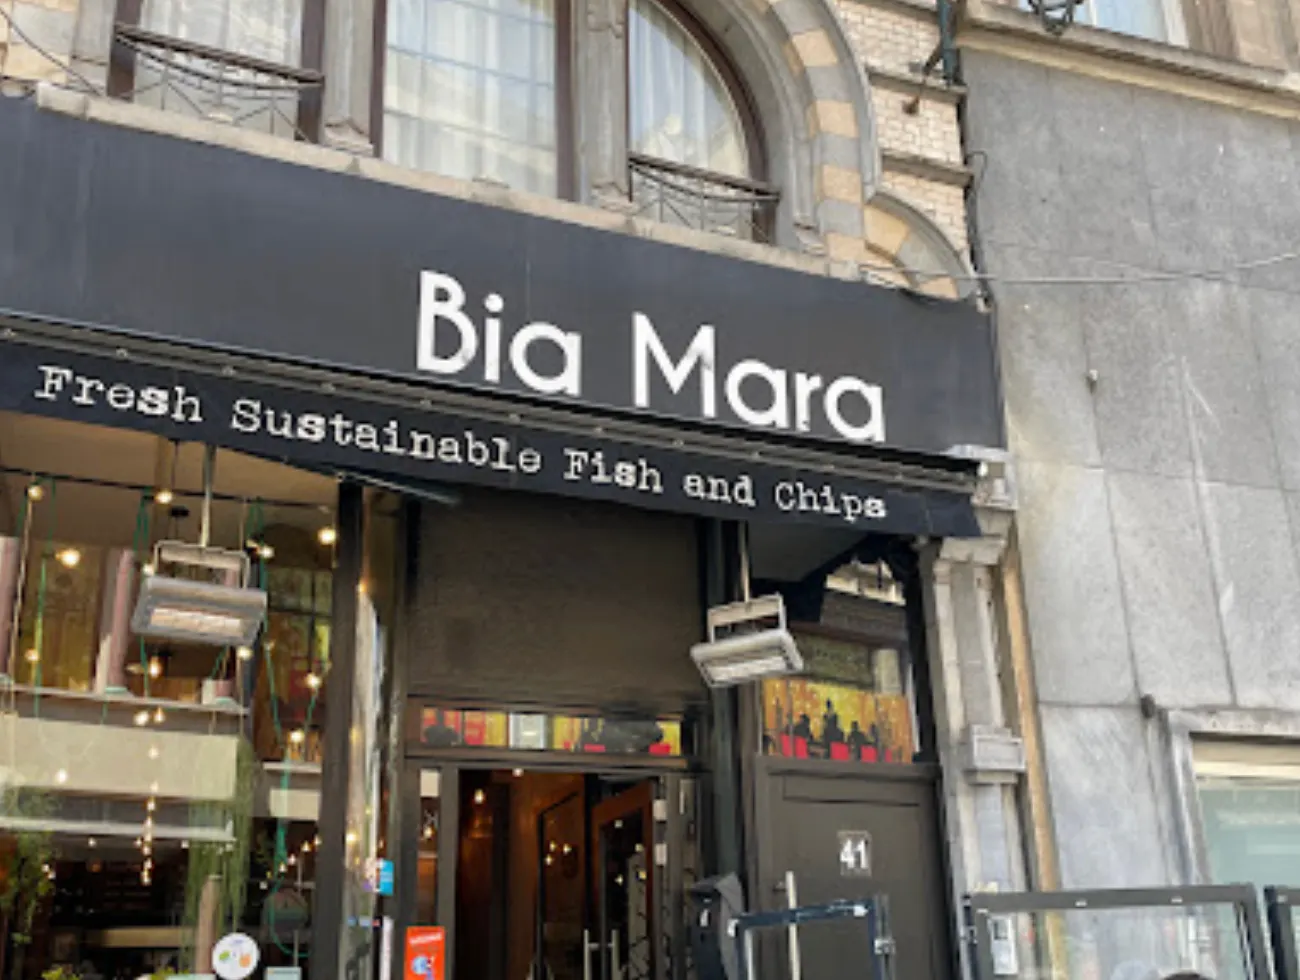 Bia Mara
Fresh Sustainable Fish and Chips
41